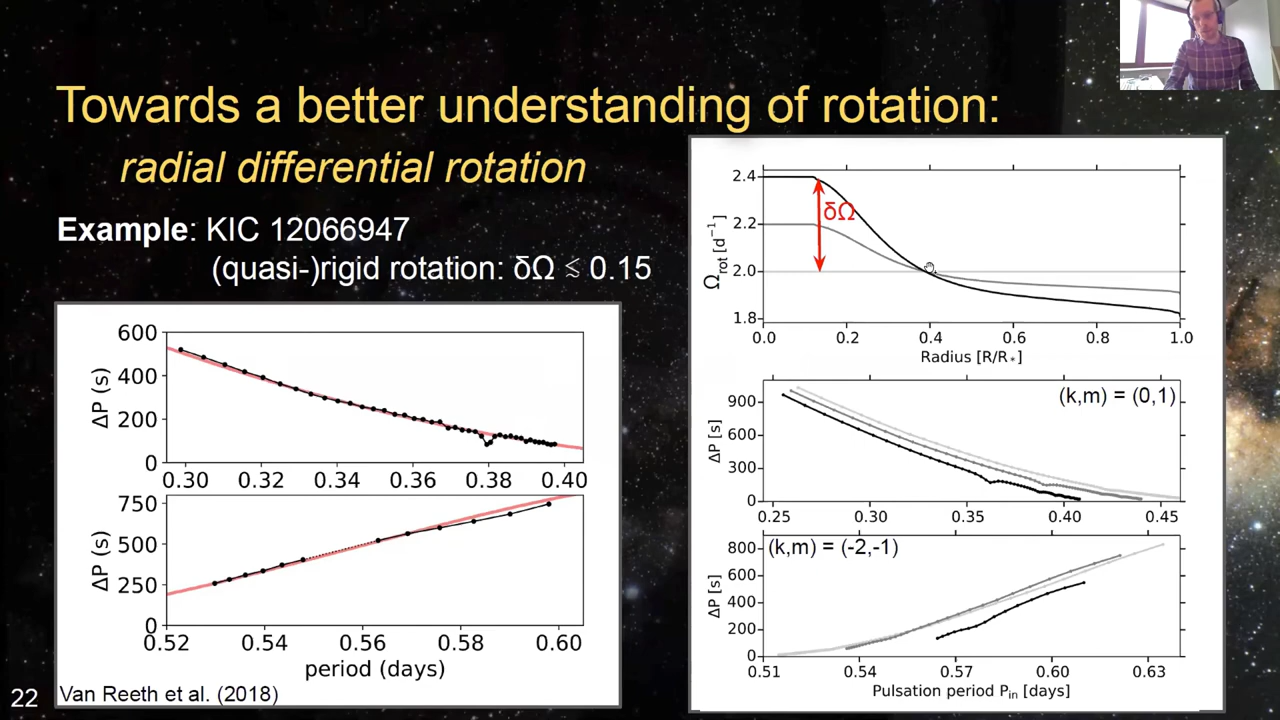 Towards a better understanding of rotation:
radial differential rotation
Example: KIC 12066947
(quasi-)rigid rotation: δΩ ≲ 0.15
600
400
200
0
ΔP (s)
0.30 0.32 0.34 0.36 0.37 0.38 0.40
750
500
250
0
ΔP (s)
0.52 0.54 0.56 0.58 0.60
period (days)
22
Van Reeth et al. (2018)
2.4
2.2
2.0
1.8
Ωrot [d⁻¹]
δΩ
0.0 0.2 0.4 0.6 0.8 1.0
Radius [R/R*]
(k,m) = (0,1)
900
600
300
0
ΔP [s]
0.25 0.30 0.35 0.40 0.45
(k,m) = (-2,-1)
800
600
400
200
0
ΔP [s]
0.51 0.54 0.57 0.60 0.63
Pulsation period Pin [days]